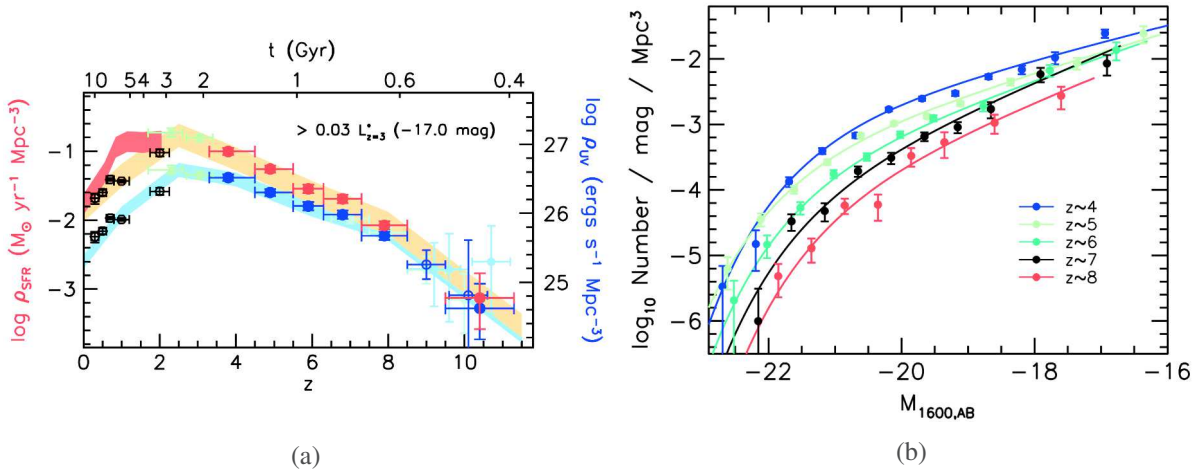 t (Gyr)
10 5 4 3 2 1 0.6 0.4
> 0.03 L*z=3 (-17.0 mag)
log ρSFR (M⊙ yr−1 Mpc−3)
-1
-2
-3
27
26
25
24
log ρUV (ergs s−1 Mpc−3)
0 2 4 6 8 10
z
(a)
log10 Number / mag / Mpc3
-2
-3
-4
-5
-6
z~4
z~5
z~6
z~7
z~8
-22 -20 -18 -16
M1600,AB
(b)